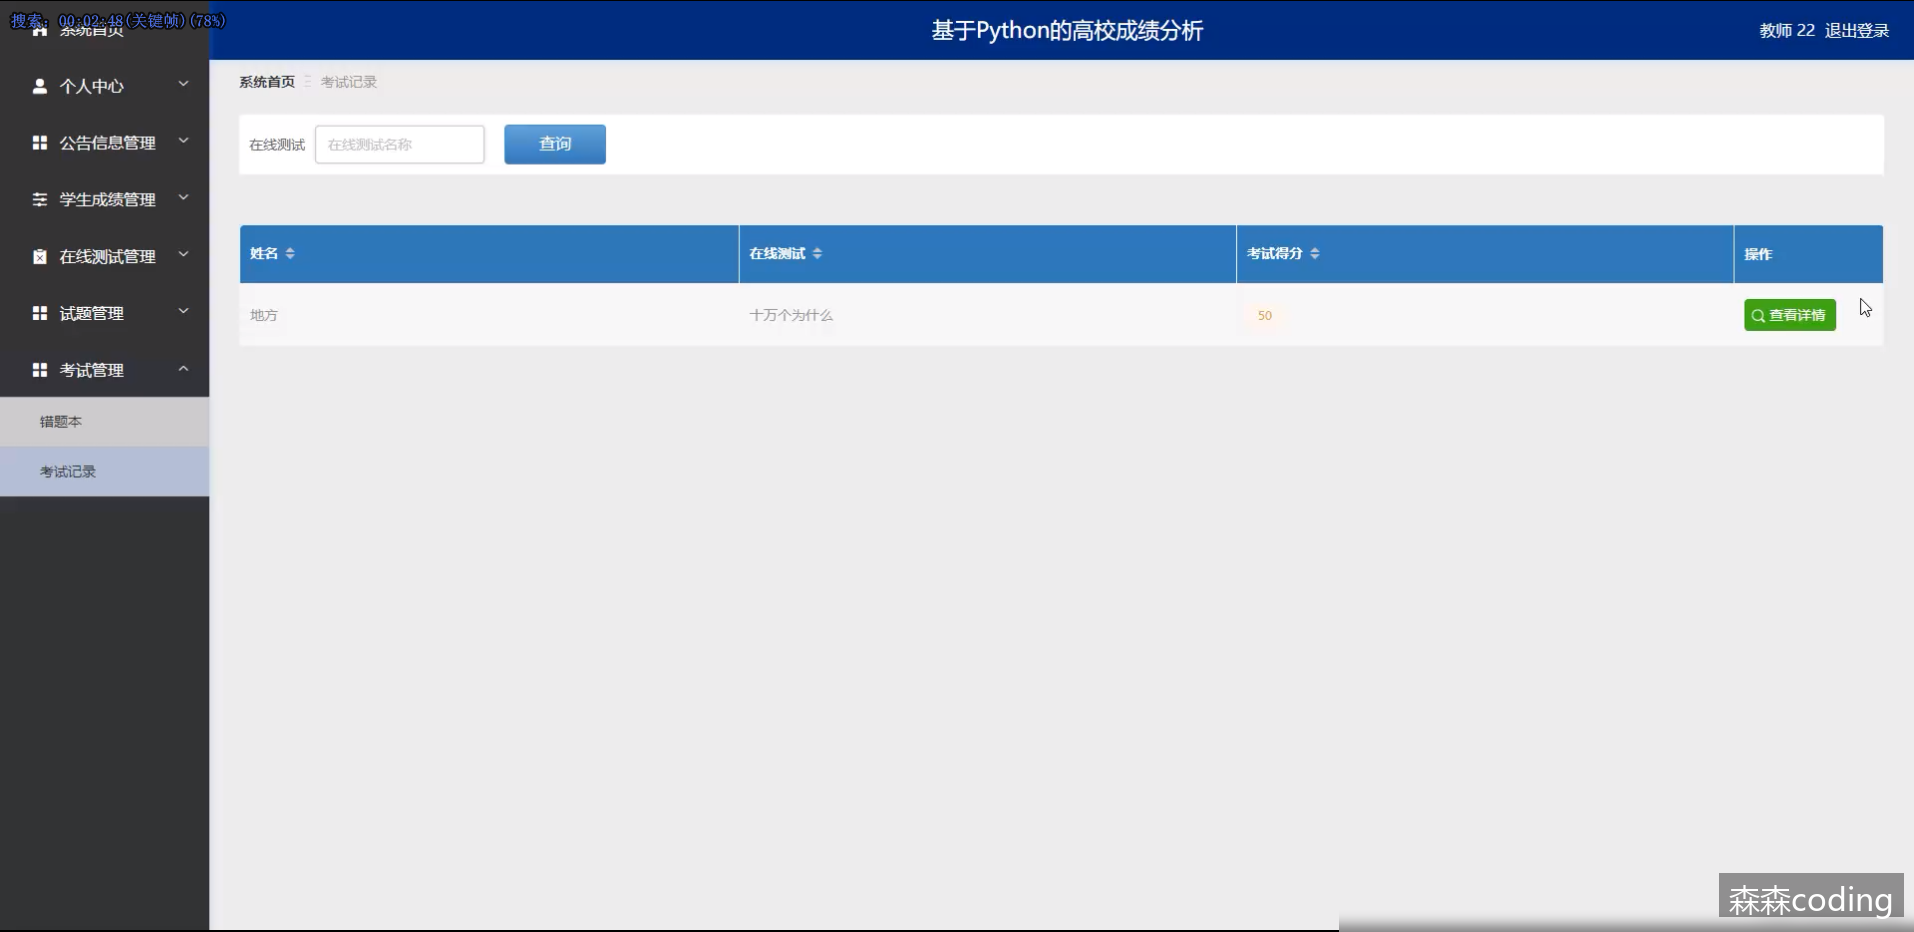 搜索: 00:02:48(关键帧)(78%)
系统首页
基于Python的高校成绩分析
教师 22 退出登录
个人中心
公告信息管理
学生成绩管理
在线测试管理
试题管理
考试管理
错题本
考试记录
系统首页 考试记录
在线测试 在线测试名称 查询
姓名 在线测试 考试得分 操作
地方 十万个为什么 50 查看详情
森森coding